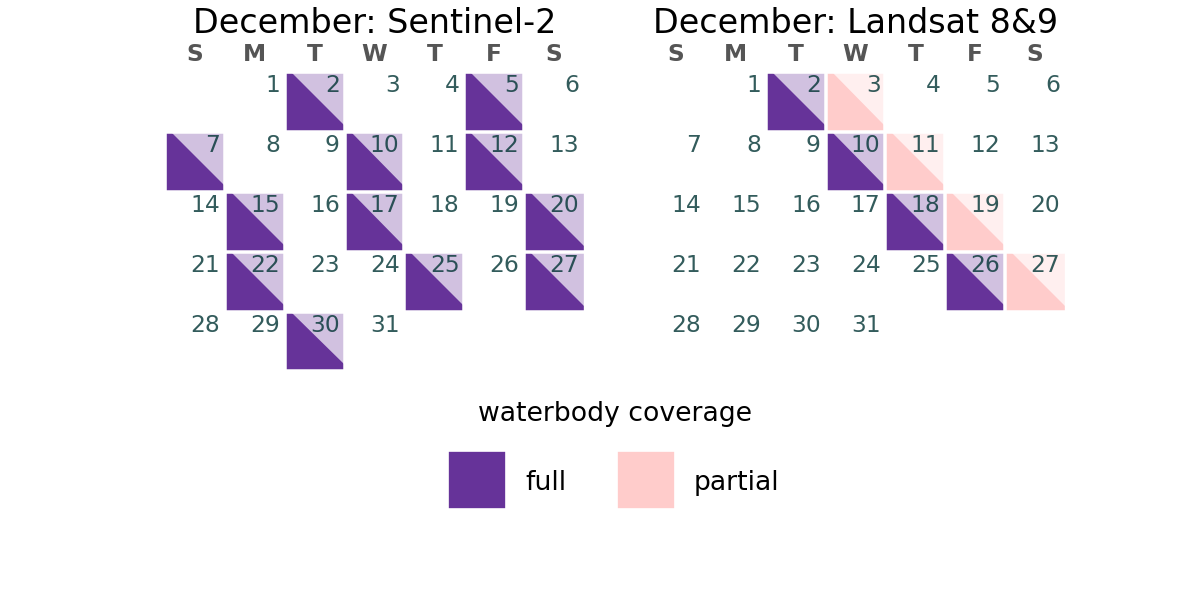 December: Sentinel-2
S M T W T F S
1 2 3 4 5 6
7 8 9 10 11 12 13
14 15 16 17 18 19 20
21 22 23 24 25 26 27
28 29 30 31
December: Landsat 8&9
S M T W T F S
1 2 3 4 5 6
7 8 9 10 11 12 13
14 15 16 17 18 19 20
21 22 23 24 25 26 27
28 29 30 31
waterbody coverage
full partial